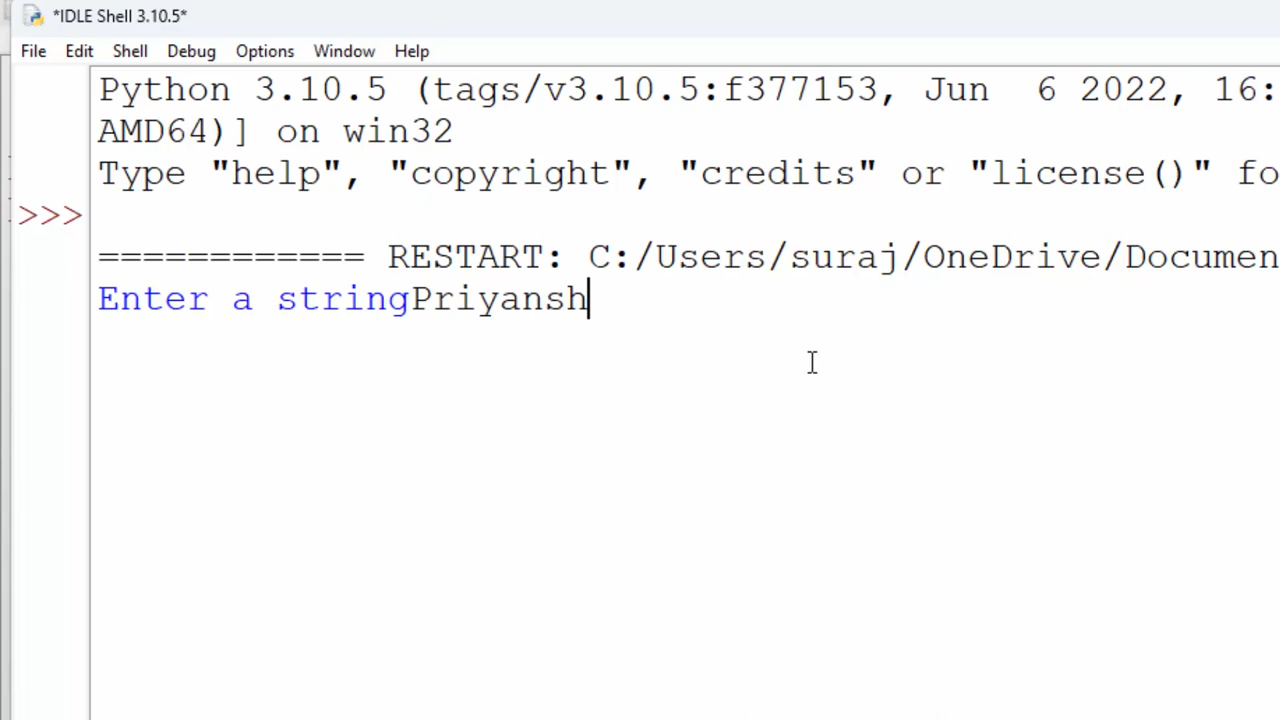 *IDLE Shell 3.10.5*
File Edit Shell Debug Options Window Help
Python 3.10.5 (tags/v3.10.5:f377153, Jun  6 2022, 16:
AMD64)] on win32
Type "help", "copyright", "credits" or "license()" fo
>>>
============ RESTART: C:/Users/suraj/OneDrive/Documen
Enter a stringPriyansh